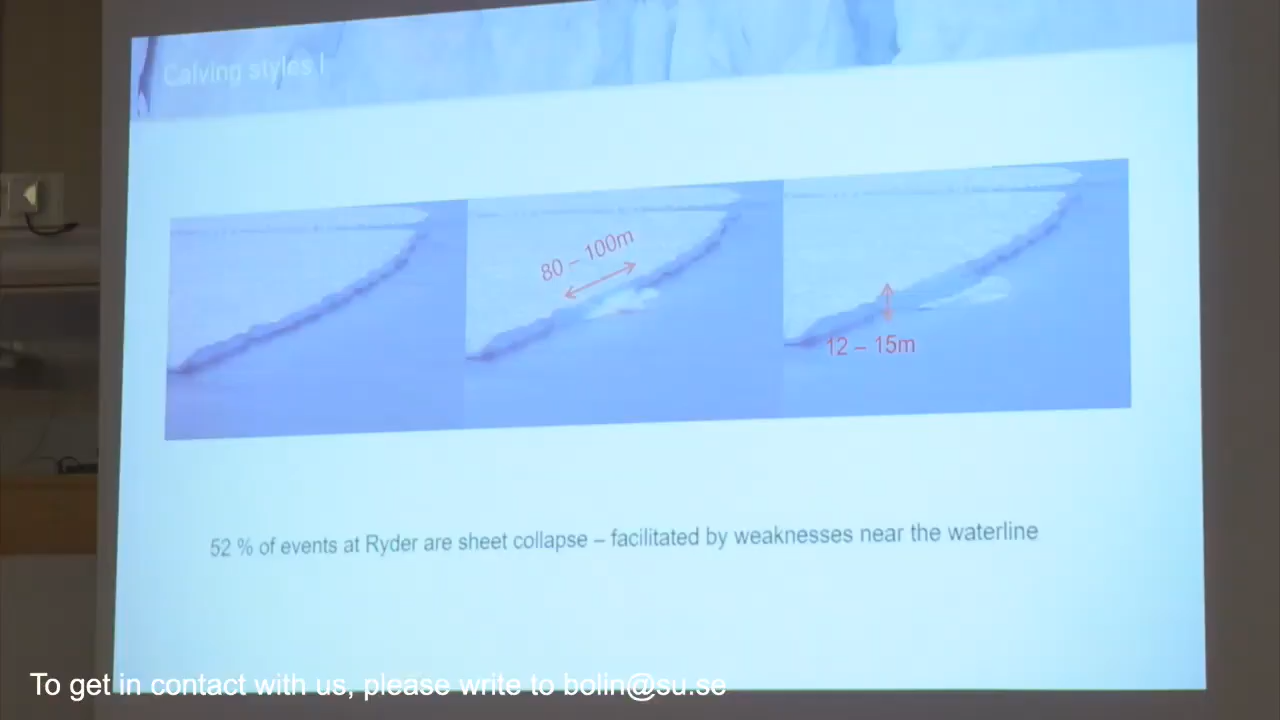 Calving styles I
80 – 100m
12 – 15m
52 % of events at Ryder are sheet collapse – facilitated by weaknesses near the waterline
To get in contact with us, please write to bolin@su.se